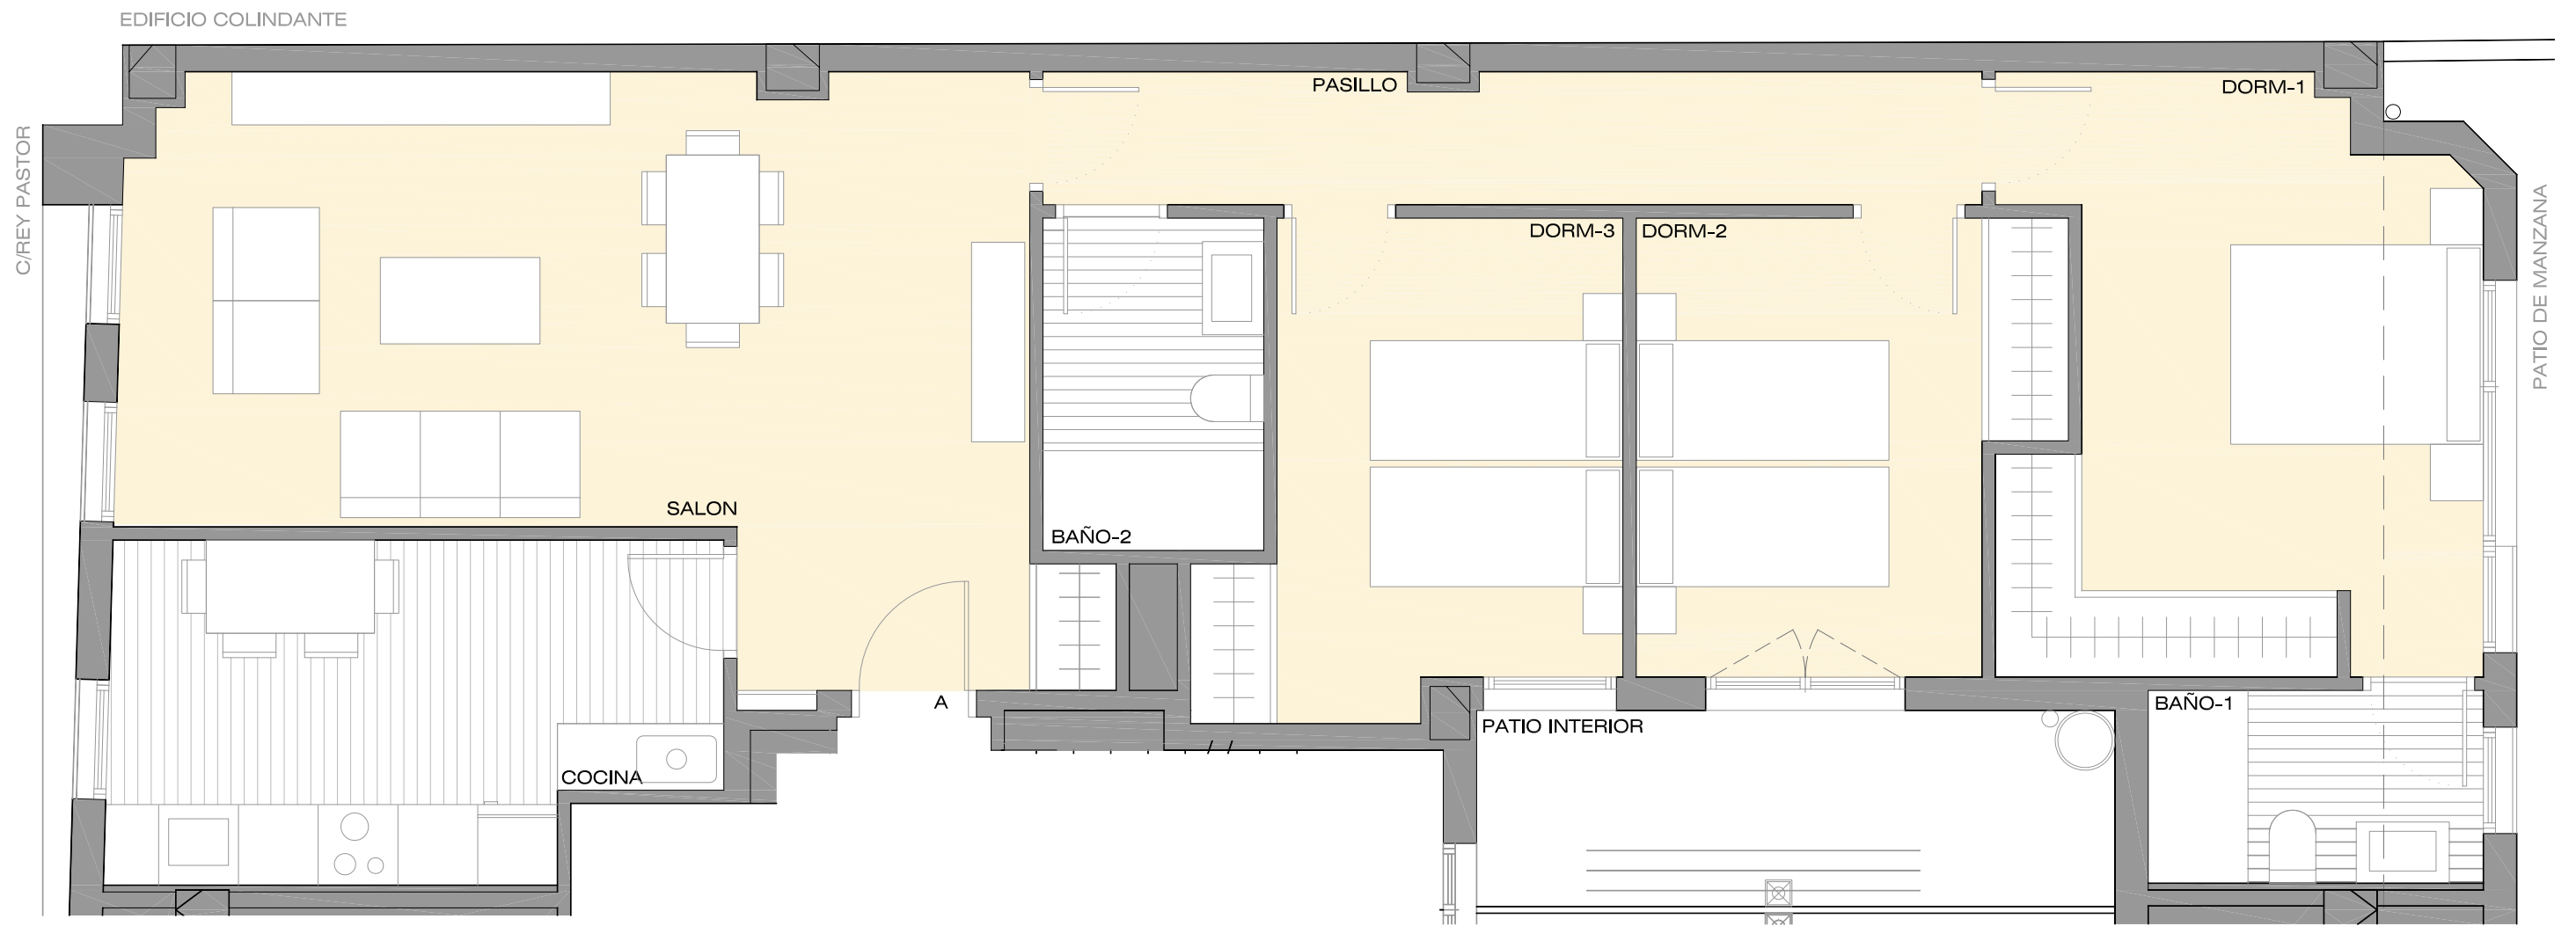 EDIFICIO COLINDANTE
PASILLO
DORM-1
C/REY PASTOR
PATIO DE MANZANA
DORM-3
DORM-2
SALON
BAÑO-2
A
BAÑO-1
PATIO INTERIOR
COCINA